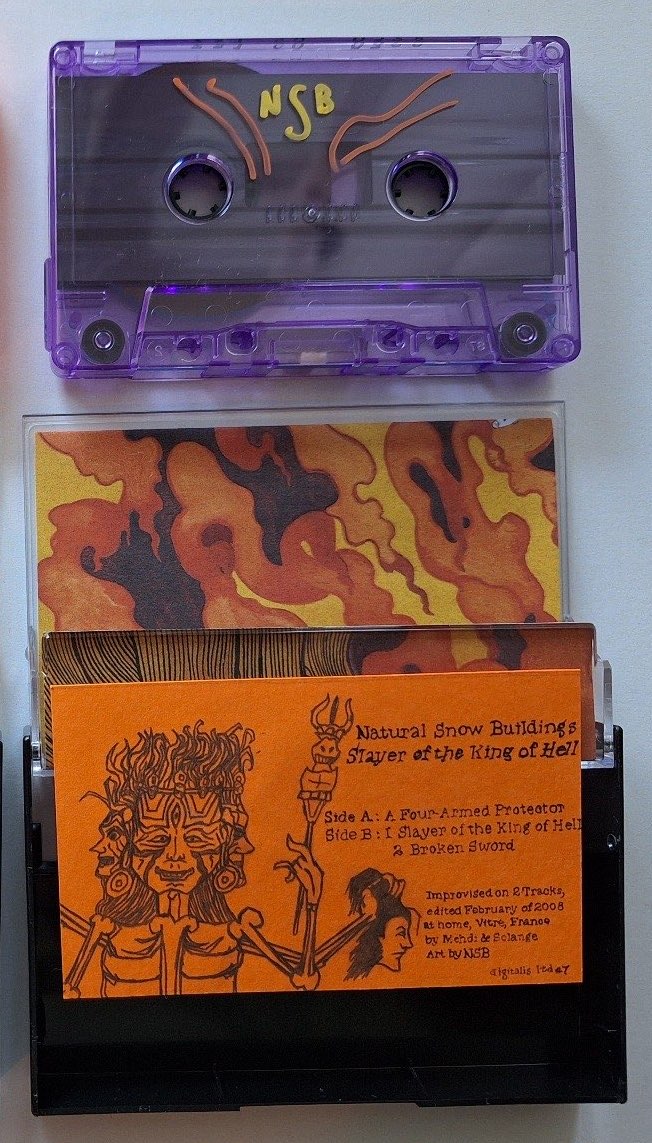 NSB
Natural Snow Buildings
Slayer of the King of Hell
Side A: A Four-Armed Protector
Side B: 1 Slayer of the King of Hell
2 Broken Sword
Improvised on 2 Tracks,
edited February of 2008
at home, Vitré, France
by Mehdi & Solange
Art by NSB
digitalis ltd